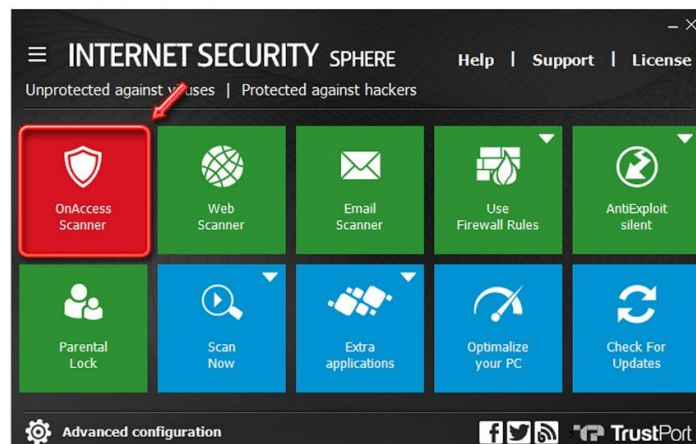 INTERNET SECURITY SPHERE
Help | Support | License
Unprotected against viruses | Protected against hackers
OnAccess
Scanner
Web
Scanner
Email
Scanner
Use
Firewall Rules
AntiExploit
silent
Parental
Lock
Scan
Now
Extra
applications
Optimalize
your PC
Check For
Updates
Advanced configuration
TrustPort